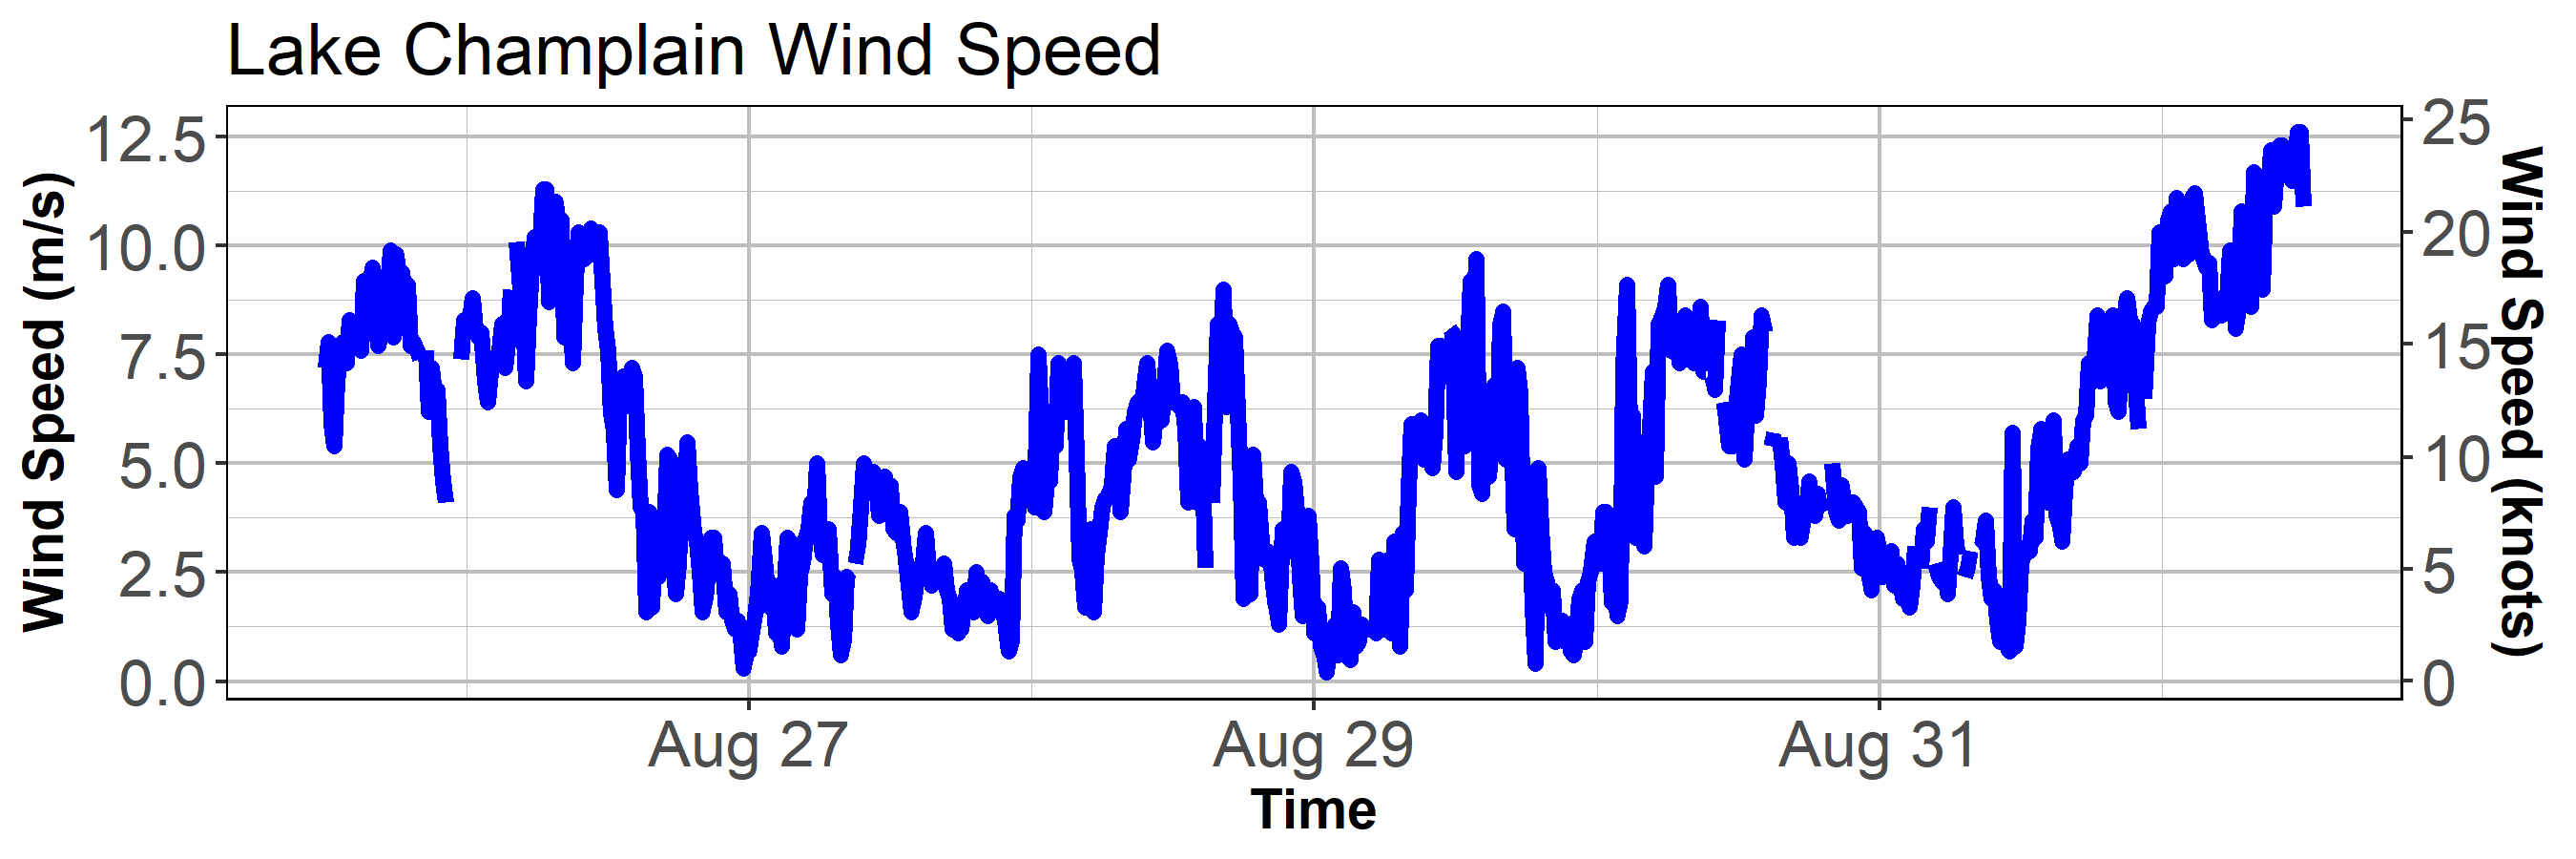 Lake Champlain Wind Speed
Wind Speed (m/s)
12.5
10.0
7.5
5.0
2.5
0.0
25
20
15
10
5
0
Wind Speed (knots)
Aug 27
Aug 29
Aug 31
Time